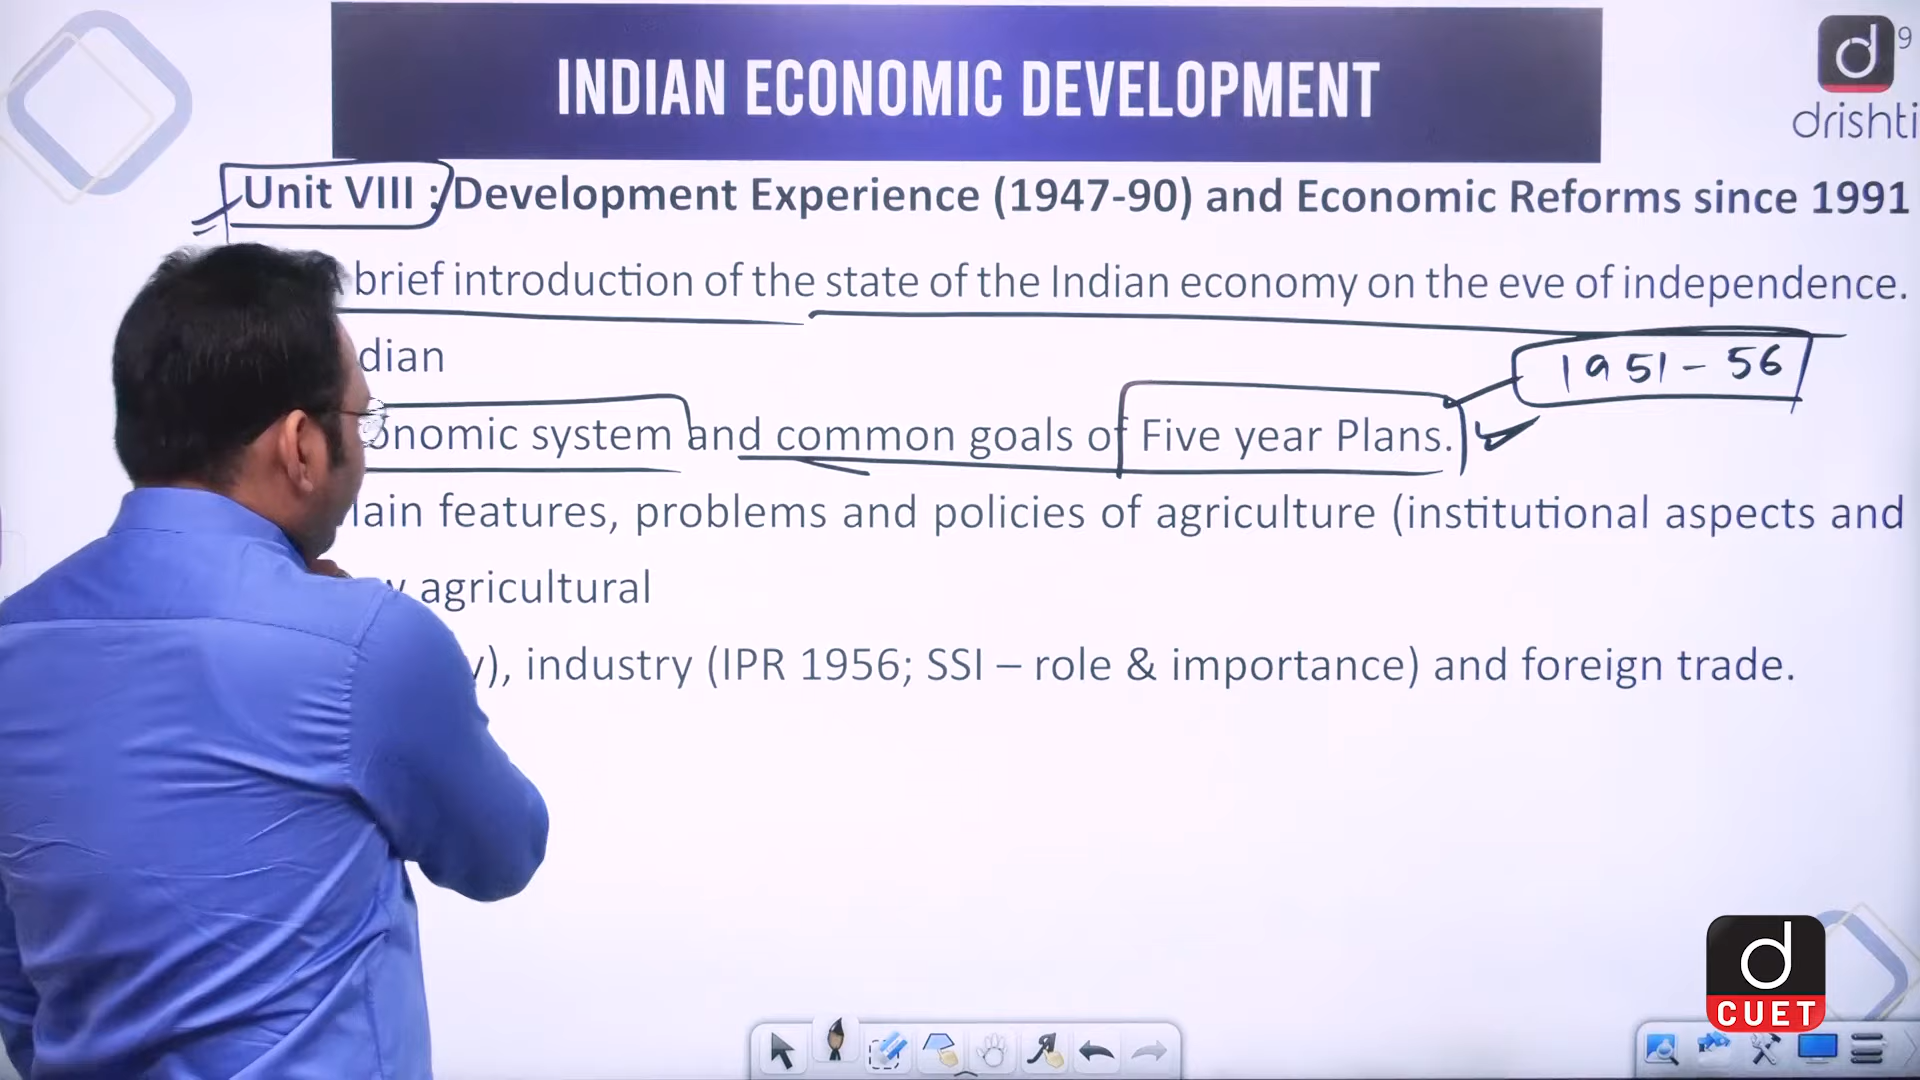 INDIAN ECONOMIC DEVELOPMENT
d 9
drishti
Unit VIII : Development Experience (1947-90) and Economic Reforms since 1991
brief introduction of the state of the Indian economy on the eve of independence.
dian
1951-56
onomic system and common goals of Five year Plans.
ain features, problems and policies of agriculture (institutional aspects and
agricultural
y), industry (IPR 1956; SSI – role & importance) and foreign trade.
d
CUET